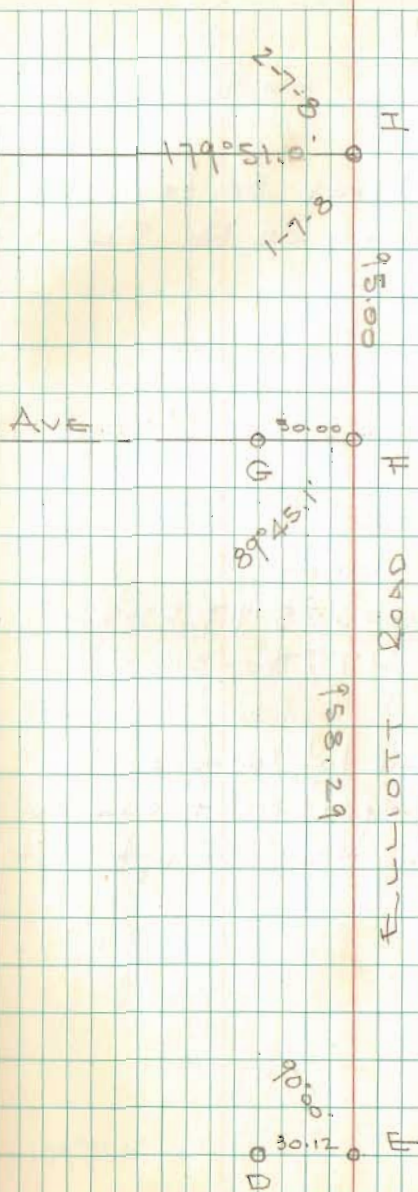 2-7-8
179°51.0'
H
1-7-8
95.00
AVE
30.00
G
F
89°45.1'
ELLIOTT ROAD
958.29
90°00'
30.12
E
D